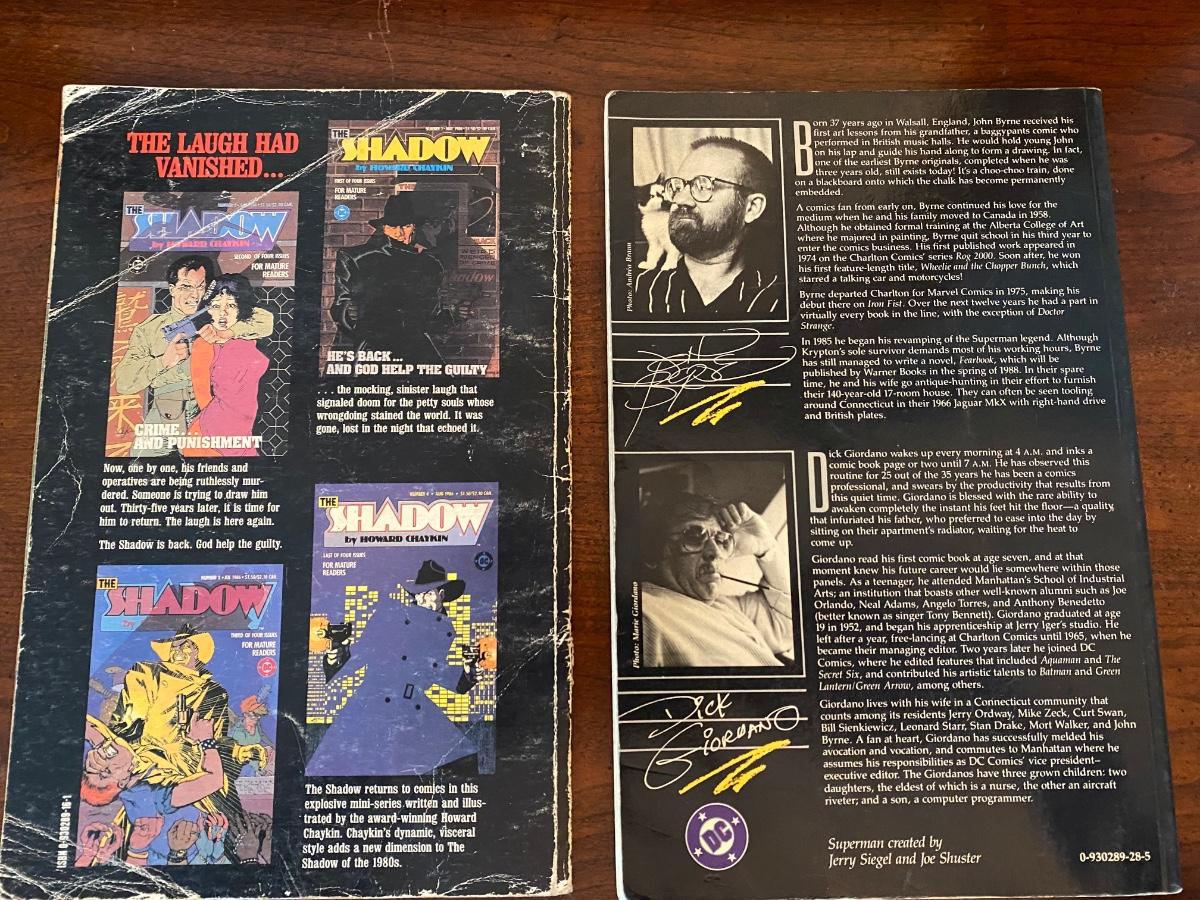 THE LAUGH HAD
VANISHED...
THE
SHADOW
by HOWARD CHAYKIN
FIRST OF FOUR ISSUES
FOR MATURE
READERS
HE'S BACK...
AND GOD HELP THE GUILTY
...the mocking, sinister laugh that
signaled doom for the petty souls whose
wrongdoing stained the world. It was
gone, lost in the night that echoed it.
THE
SHADOW
by HOWARD CHAYKIN
SECOND OF FOUR ISSUES
FOR MATURE
READERS
CRIME...
AND PUNISHMENT
Now, one by one, his friends and
operatives are being ruthlessly mur-
dered. Someone is trying to draw him
out. Thirty-five years later, it is time for
him to return. The laugh is here again.
The Shadow is back. God help the guilty.
THE
NUMBER 3 • JUL 1986 • $1.50/$2.10 CAN.
SHADOW
by
THIRD OF FOUR ISSUES
FOR MATURE
READERS
DC
THE
NUMBER 4 • AUG 1986 • $1.50/$2.10 CAN.
SHADOW
by HOWARD CHAYKIN
LAST OF FOUR ISSUES
FOR MATURE
READERS
DC
The Shadow returns to comics in this
explosive mini-series written and illus-
trated by the award-winning Howard
Chaykin. Chaykin's dynamic, visceral
style adds a new dimension to The
Shadow of the 1980s.
ISBN 0-930289-16-1
Photo: Andréa Braun
Born 37 years ago in Walsall, England, John Byrne received his
first art lessons from his grandfather, a baggypants comic who
performed in British music halls. He would hold young John
on his lap and guide his hand along to form a drawing. In fact,
one of the earliest Byrne originals, completed when he was
three years old, still exists today! It's a choo-choo train, done
on a blackboard onto which the chalk has become permanently
embedded.
A comics fan from early on, Byrne continued his love for the
medium when he and his family moved to Canada in 1958.
Although he obtained formal training at the Alberta College of Art
where he majored in painting, Byrne quit school in his third year to
enter the comics business. His first published work appeared in
1974 on the Charlton Comics' series Rog 2000. Soon after, he won
his first feature-length title, Wheelie and the Chopper Bunch, which
starred a talking car and motorcycles!
Byrne departed Charlton for Marvel Comics in 1975, making his
debut there on Iron Fist. Over the next twelve years he had a part in
virtually every book in the line, with the exception of Doctor
Strange.
In 1985 he began his revamping of the Superman legend. Although
Krypton's sole survivor demands most of his working hours, Byrne
has still managed to write a novel, Fearbook, which will be
published by Warner Books in the spring of 1988. In their spare
time, he and his wife go antique-hunting in their effort to furnish
their 140-year-old 17-room house. They can often be seen tooling
around Connecticut in their 1966 Jaguar MkX with right-hand drive
and British plates.
Photo: Marie Giordano
Dick Giordano wakes up every morning at 4 A.M. and inks a
comic book page or two until 7 A.M. He has observed this
routine for 25 out of the 35 years he has been a comics
professional, and swears by the productivity that results from
this quiet time. Giordano is blessed with the rare ability to
awaken completely the instant his feet hit the floor—a quality
that infuriated his father, who preferred to ease into the day by
sitting on their apartment's radiator, waiting for the heat to
come up.
Giordano read his first comic book at age seven, and at that
moment knew his future career would lie somewhere within those
panels. As a teenager, he attended Manhattan's School of Industrial
Arts; an institution that boasts other well-known alumni such as Joe
Orlando, Neal Adams, Angelo Torres, and Anthony Benedetto
(better known as singer Tony Bennett). Giordano graduated at age
19 in 1952, and began his apprenticeship at Jerry Iger's studio. He
left after a year, free-lancing at Charlton Comics until 1965, when he
became their managing editor. Two years later he joined DC
Comics, where he edited features that included Aquaman and The
Secret Six, and contributed his artistic talents to Batman and Green
Lantern/Green Arrow, among others.
Giordano lives with his wife in a Connecticut community that
counts among its residents Jerry Ordway, Mike Zeck, Curt Swan,
Bill Sienkiewicz, Leonard Starr, Stan Drake, Mort Walker, and John
Byrne. A fan at heart, Giordano has successfully melded his
avocation and vocation, and commutes to Manhattan where he
assumes his responsibilities as DC Comics' vice president–
executive editor. The Giordanos have three grown children: two
daughters, the eldest of which is a nurse, the other an aircraft
riveter; and a son, a computer programmer.
DICK
GIORDANO
DC
Superman created by
Jerry Siegel and Joe Shuster
0-930289-28-5